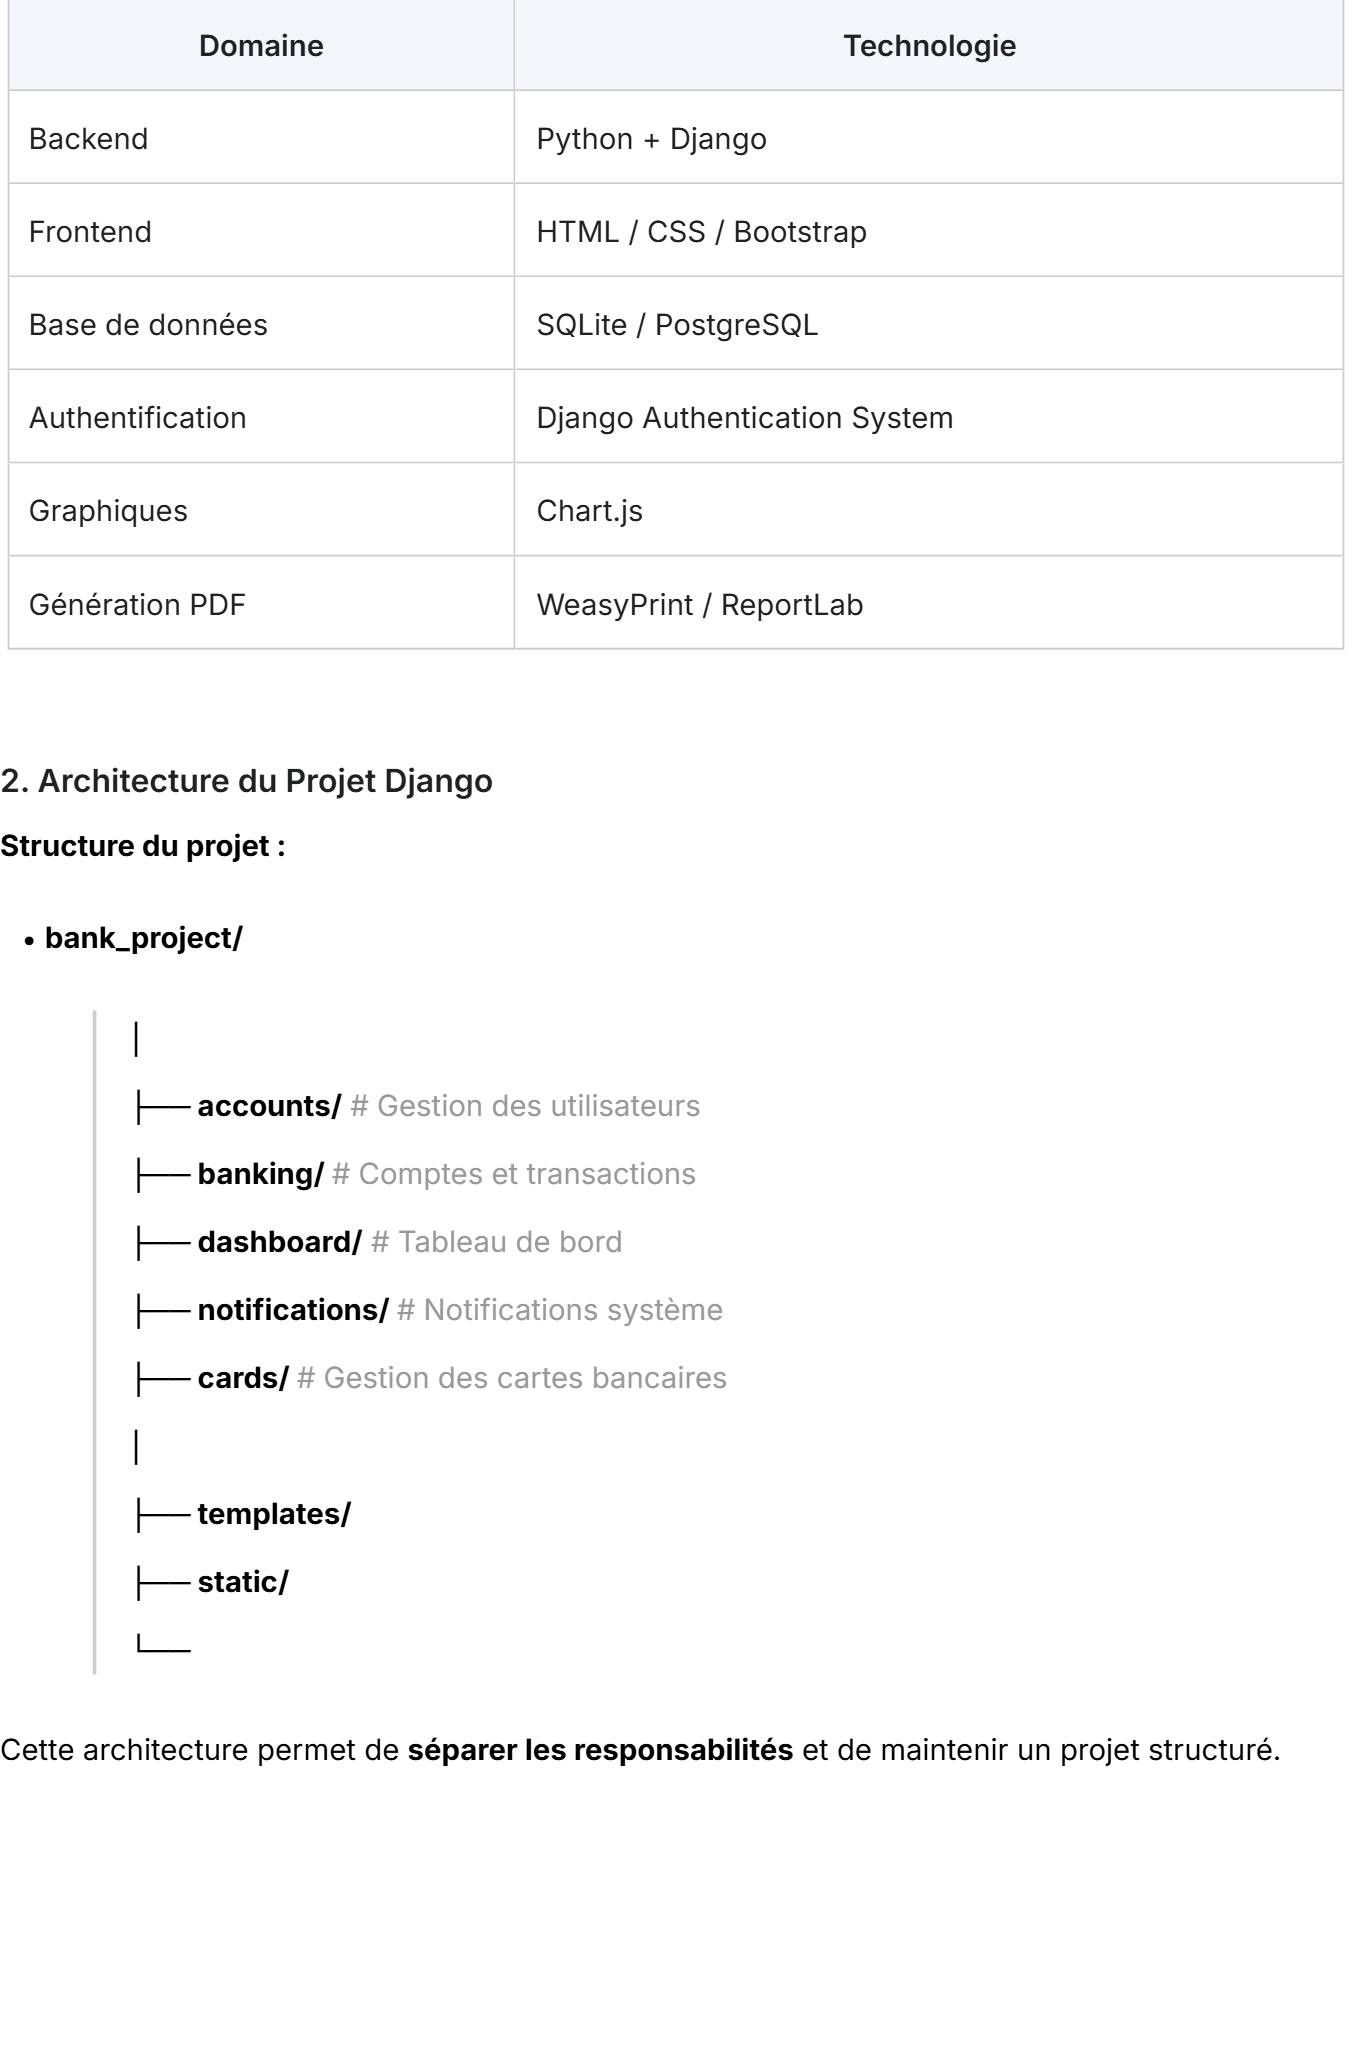 Domaine Technologie
Backend Python + Django
Frontend HTML / CSS / Bootstrap
Base de données SQLite / PostgreSQL
Authentification Django Authentication System
Graphiques Chart.js
Génération PDF WeasyPrint / ReportLab
2. Architecture du Projet Django
Structure du projet :
• bank_project/
│
├── accounts/ # Gestion des utilisateurs
├── banking/ # Comptes et transactions
├── dashboard/ # Tableau de bord
├── notifications/ # Notifications système
├── cards/ # Gestion des cartes bancaires
│
├── templates/
├── static/
└──
Cette architecture permet de séparer les responsabilités et de maintenir un projet structuré.